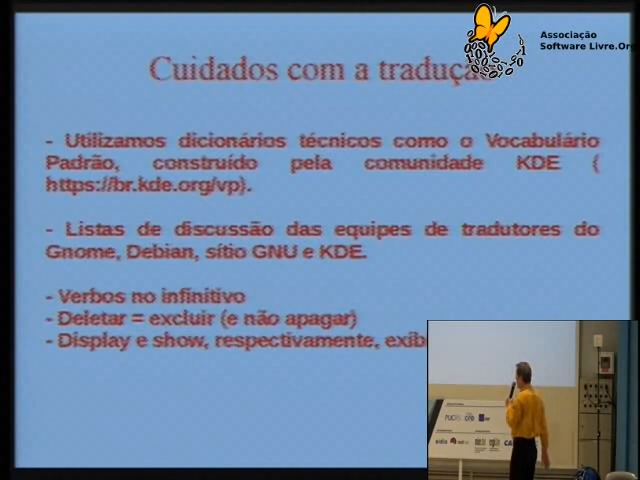 Associação
Software Livre.Or
Cuidados com a tradução
- Utilizamos dicionários técnicos como o Vocabulário
Padrão, construído pela comunidade KDE (
https://br.kde.org/vp).
- Listas de discussão das equipes de tradutores do
Gnome, Debian, sítio GNU e KDE.
- Verbos no infinitivo
- Deletar = excluir (e não apagar)
- Display e show, respectivamente, exib